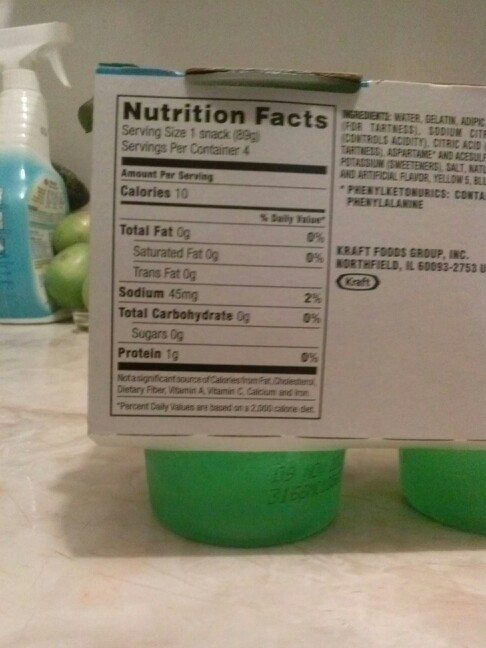 Nutrition Facts
Serving Size 1 snack (89g)
Servings Per Container 4
Amount Per Serving
Calories 10
% Daily Value*
Total Fat 0g 0%
Saturated Fat 0g 0%
Trans Fat 0g
Sodium 45mg 2%
Total Carbohydrate 0g 0%
Sugars 0g
Protein 1g 0%
Not a significant source of Calories from Fat, Cholesterol,
Dietary Fiber, Vitamin A, Vitamin C, Calcium and Iron.
*Percent Daily Values are based on a 2,000 calorie diet.
INGREDIENTS: WATER, GELATIN, ADIPIC
(FOR TARTNESS), SODIUM CITR
(CONTROLS ACIDITY), CITRIC ACID (
TARTNESS), ASPARTAME* AND ACESULF
POTASSIUM (SWEETENERS), SALT, NATU
AND ARTIFICIAL FLAVOR, YELLOW 5, BLU
* PHENYLKETONURICS: CONTA
PHENYLALANINE
KRAFT FOODS GROUP, INC.
NORTHFIELD, IL 60093-2753 U
Kraft